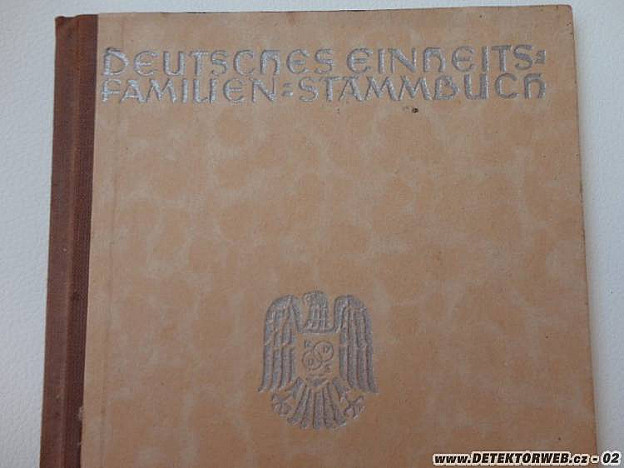 DEUTSCHES EINHEITS=
FAMILIEN=STAMMBUCH
www.DETEKTORWEB.cz - 02